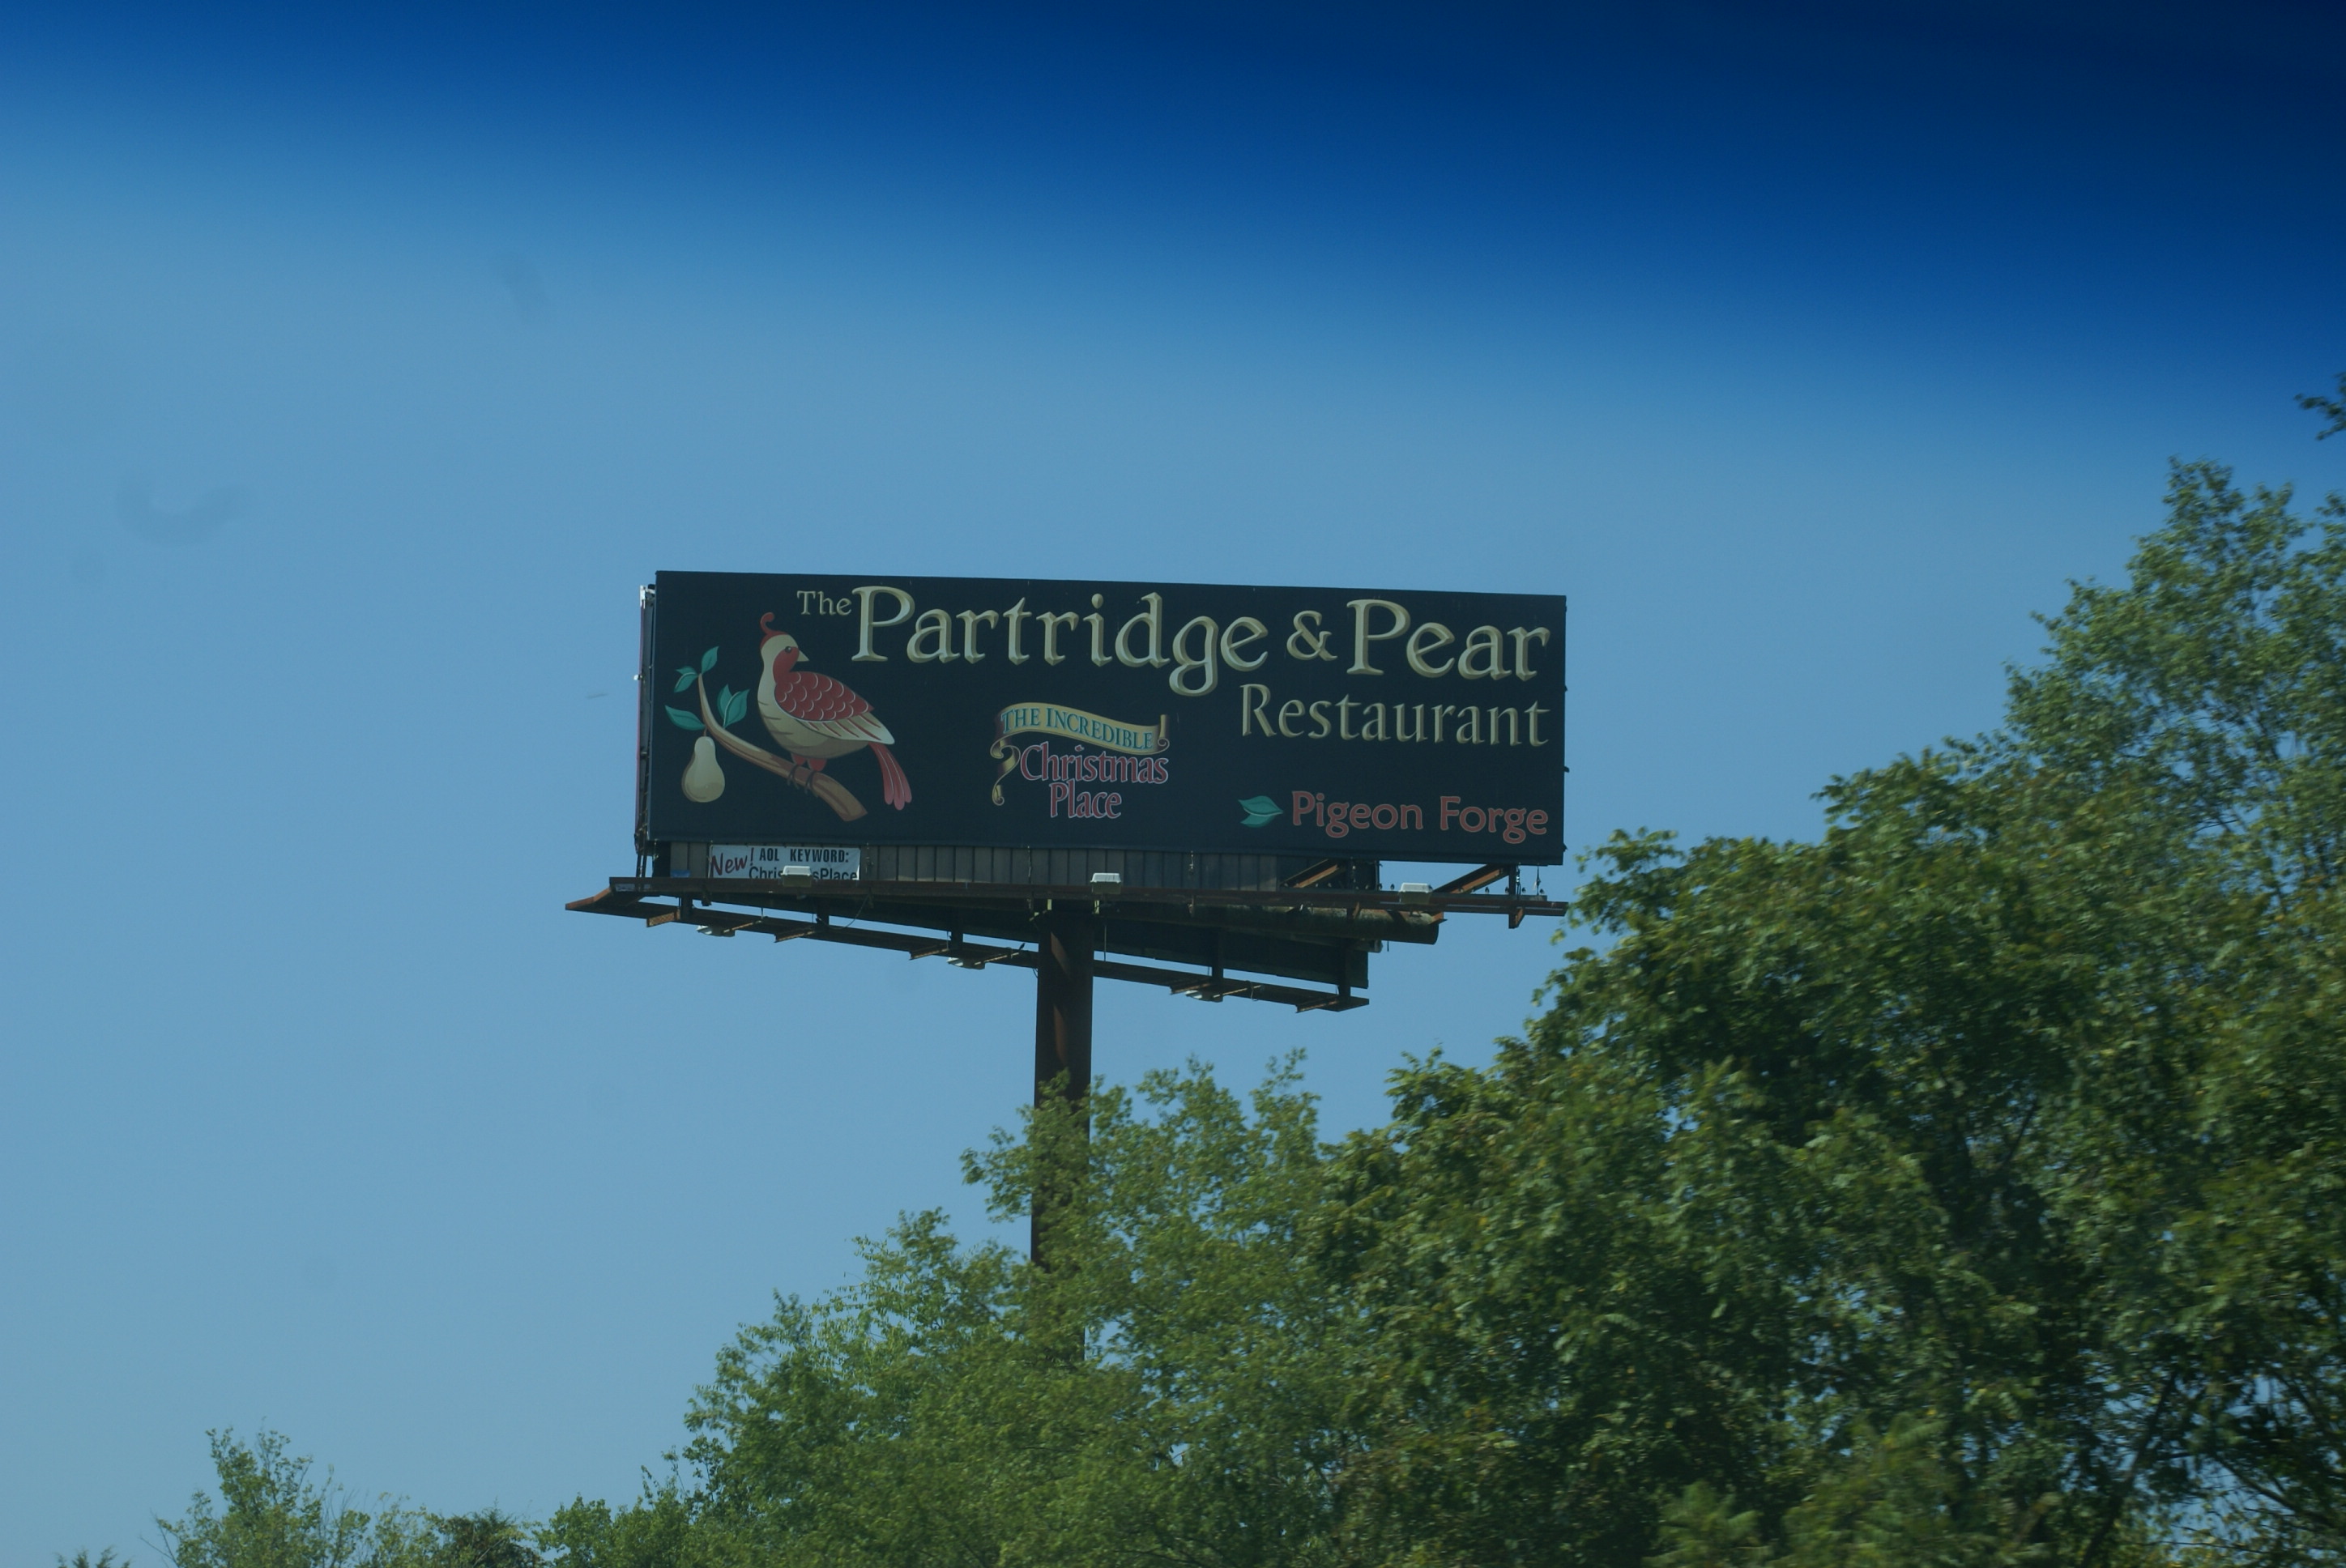 The Partridge & Pear
Restaurant
THE INCREDIBLE
Christmas
Place
Pigeon Forge
New! AOL KEYWORD: